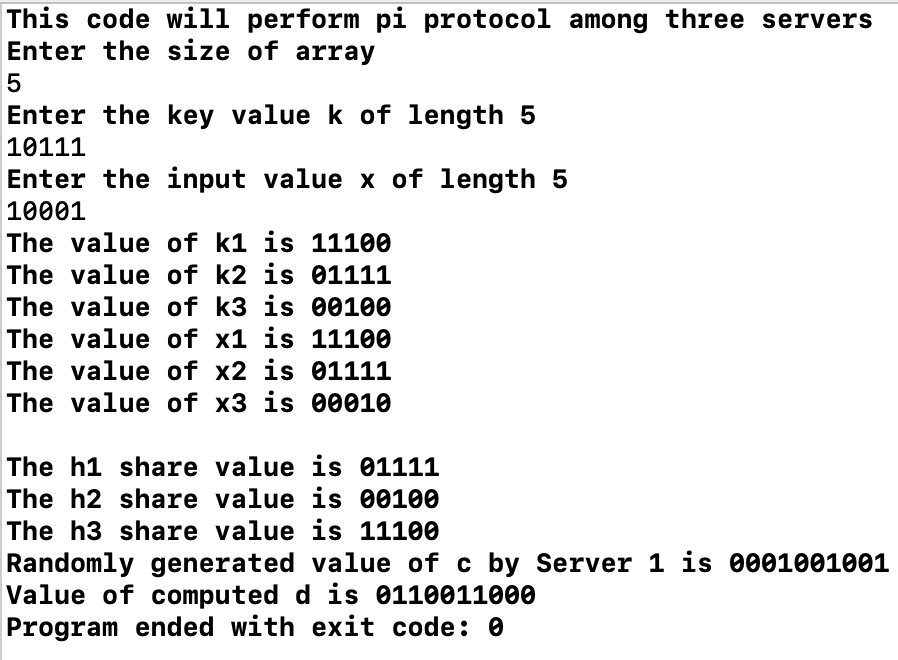 This code will perform pi protocol among three servers
Enter the size of array
5
Enter the key value k of length 5
10111
Enter the input value x of length 5
10001
The value of k1 is 11100
The value of k2 is 01111
The value of k3 is 00100
The value of x1 is 11100
The value of x2 is 01111
The value of x3 is 00010
The h1 share value is 01111
The h2 share value is 00100
The h3 share value is 11100
Randomly generated value of c by Server 1 is 0001001001
Value of computed d is 0110011000
Program ended with exit code: 0